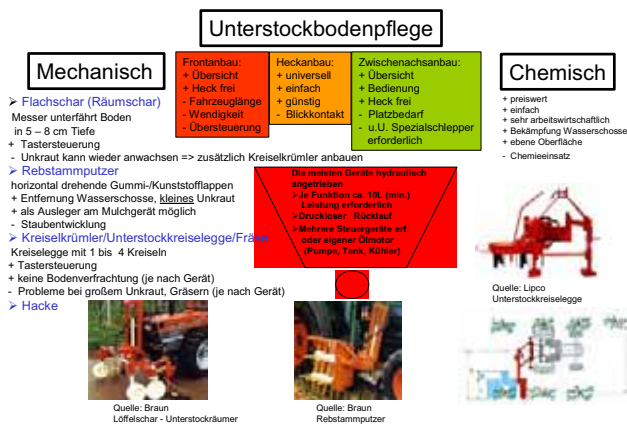 Unterstockbodenpflege
Mechanisch
Frontanbau:
+ Übersicht
+ Heck frei
- Fahrzeuglänge
- Wendigkeit
- Übersteuerung
Heckanbau:
+ universell
+ einfach
+ günstig
- Blickkontakt
Zwischenachsanbau:
+ Übersicht
+ Bedienung
+ Heck frei
- Platzbedarf
- u.U. Spezialschlepper
erforderlich
Chemisch
+ preiswert
+ einfach
+ sehr arbeitswirtschaftlich
+ Bekämpfung Wasserschosse
+ ebene Oberfläche
- Chemieeinsatz
➢ Flachschar (Räumschar)
Messer unterfährt Boden
in 5 – 8 cm Tiefe
+ Tastersteuerung
- Unkraut kann wieder anwachsen => zusätzlich Kreiselkrümler anbauen
➢ Rebstammputzer
horizontal drehende Gummi-/Kunststofflappen
+ Entfernung Wasserschosse, kleines Unkraut
+ als Ausleger am Mulchgerät möglich
- Staubentwicklung
➢ Kreiselkrümler/Unterstockkreiselegge/Fräse
Kreiselegge mit 1 bis 4 Kreiseln
+ Tastersteuerung
+ keine Bodenverfrachtung (je nach Gerät)
- Probleme bei großem Unkraut, Gräsern (je nach Gerät)
➢ Hacke
Die meisten Geräte hydraulisch
angetrieben
➢Je Funktion ca. 10L (min.)
Leistung erforderlich
➢Druckloser Rücklauf
➢Mehrere Steuergeräte erf.
oder eigener Ölmotor
(Pumpe, Tank, Kühler)
Quelle: Lipco
Unterstockkreiselegge
Quelle: Braun
Löffelschar - Unterstockräumer
Quelle: Braun
Rebstammputzer